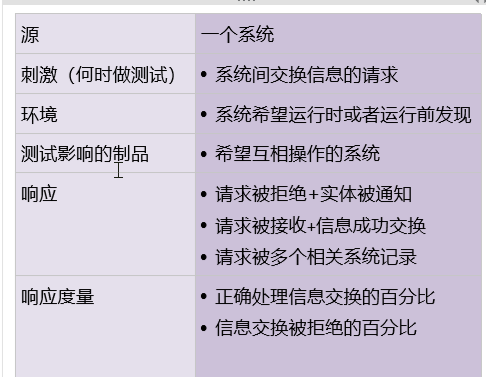 源
一个系统
刺激（何时做测试）
• 系统间交换信息的请求
环境
• 系统希望运行时或者运行前发现
测试影响的制品
• 希望互相操作的系统
响应
• 请求被拒绝+实体被通知
• 请求被接收+信息成功交换
• 请求被多个相关系统记录
响应度量
• 正确处理信息交换的百分比
• 信息交换被拒绝的百分比